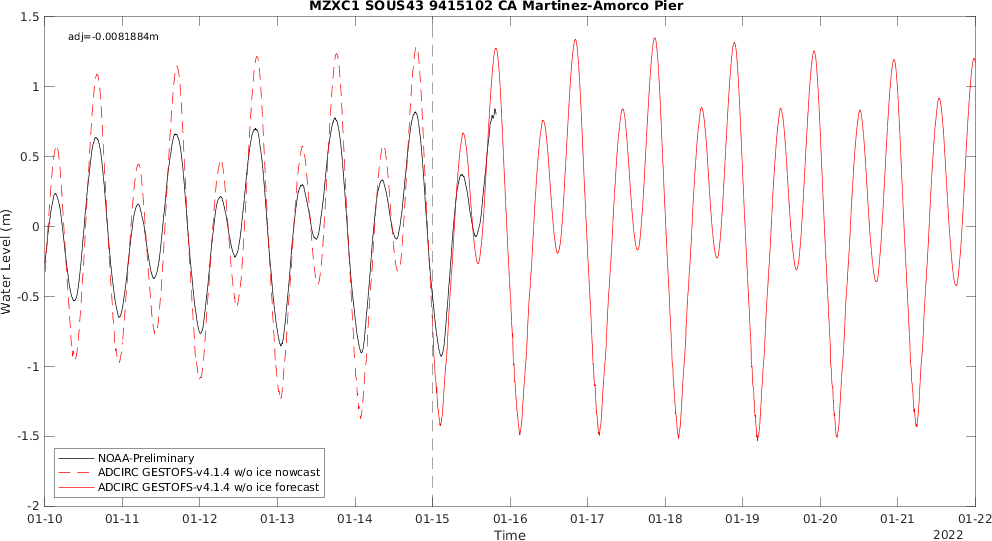 MZXC1 SOUS43 9415102 CA Martinez-Amorco Pier
adj=-0.0081884m
1.5
1
0.5
0
-0.5
-1
-1.5
-2
Water Level (m)
NOAA-Preliminary
ADCIRC GESTOFS-v4.1.4 w/o ice nowcast
ADCIRC GESTOFS-v4.1.4 w/o ice forecast
01-10 01-11 01-12 01-13 01-14 01-15 01-16 01-17 01-18 01-19 01-20 01-21 01-22
Time
2022